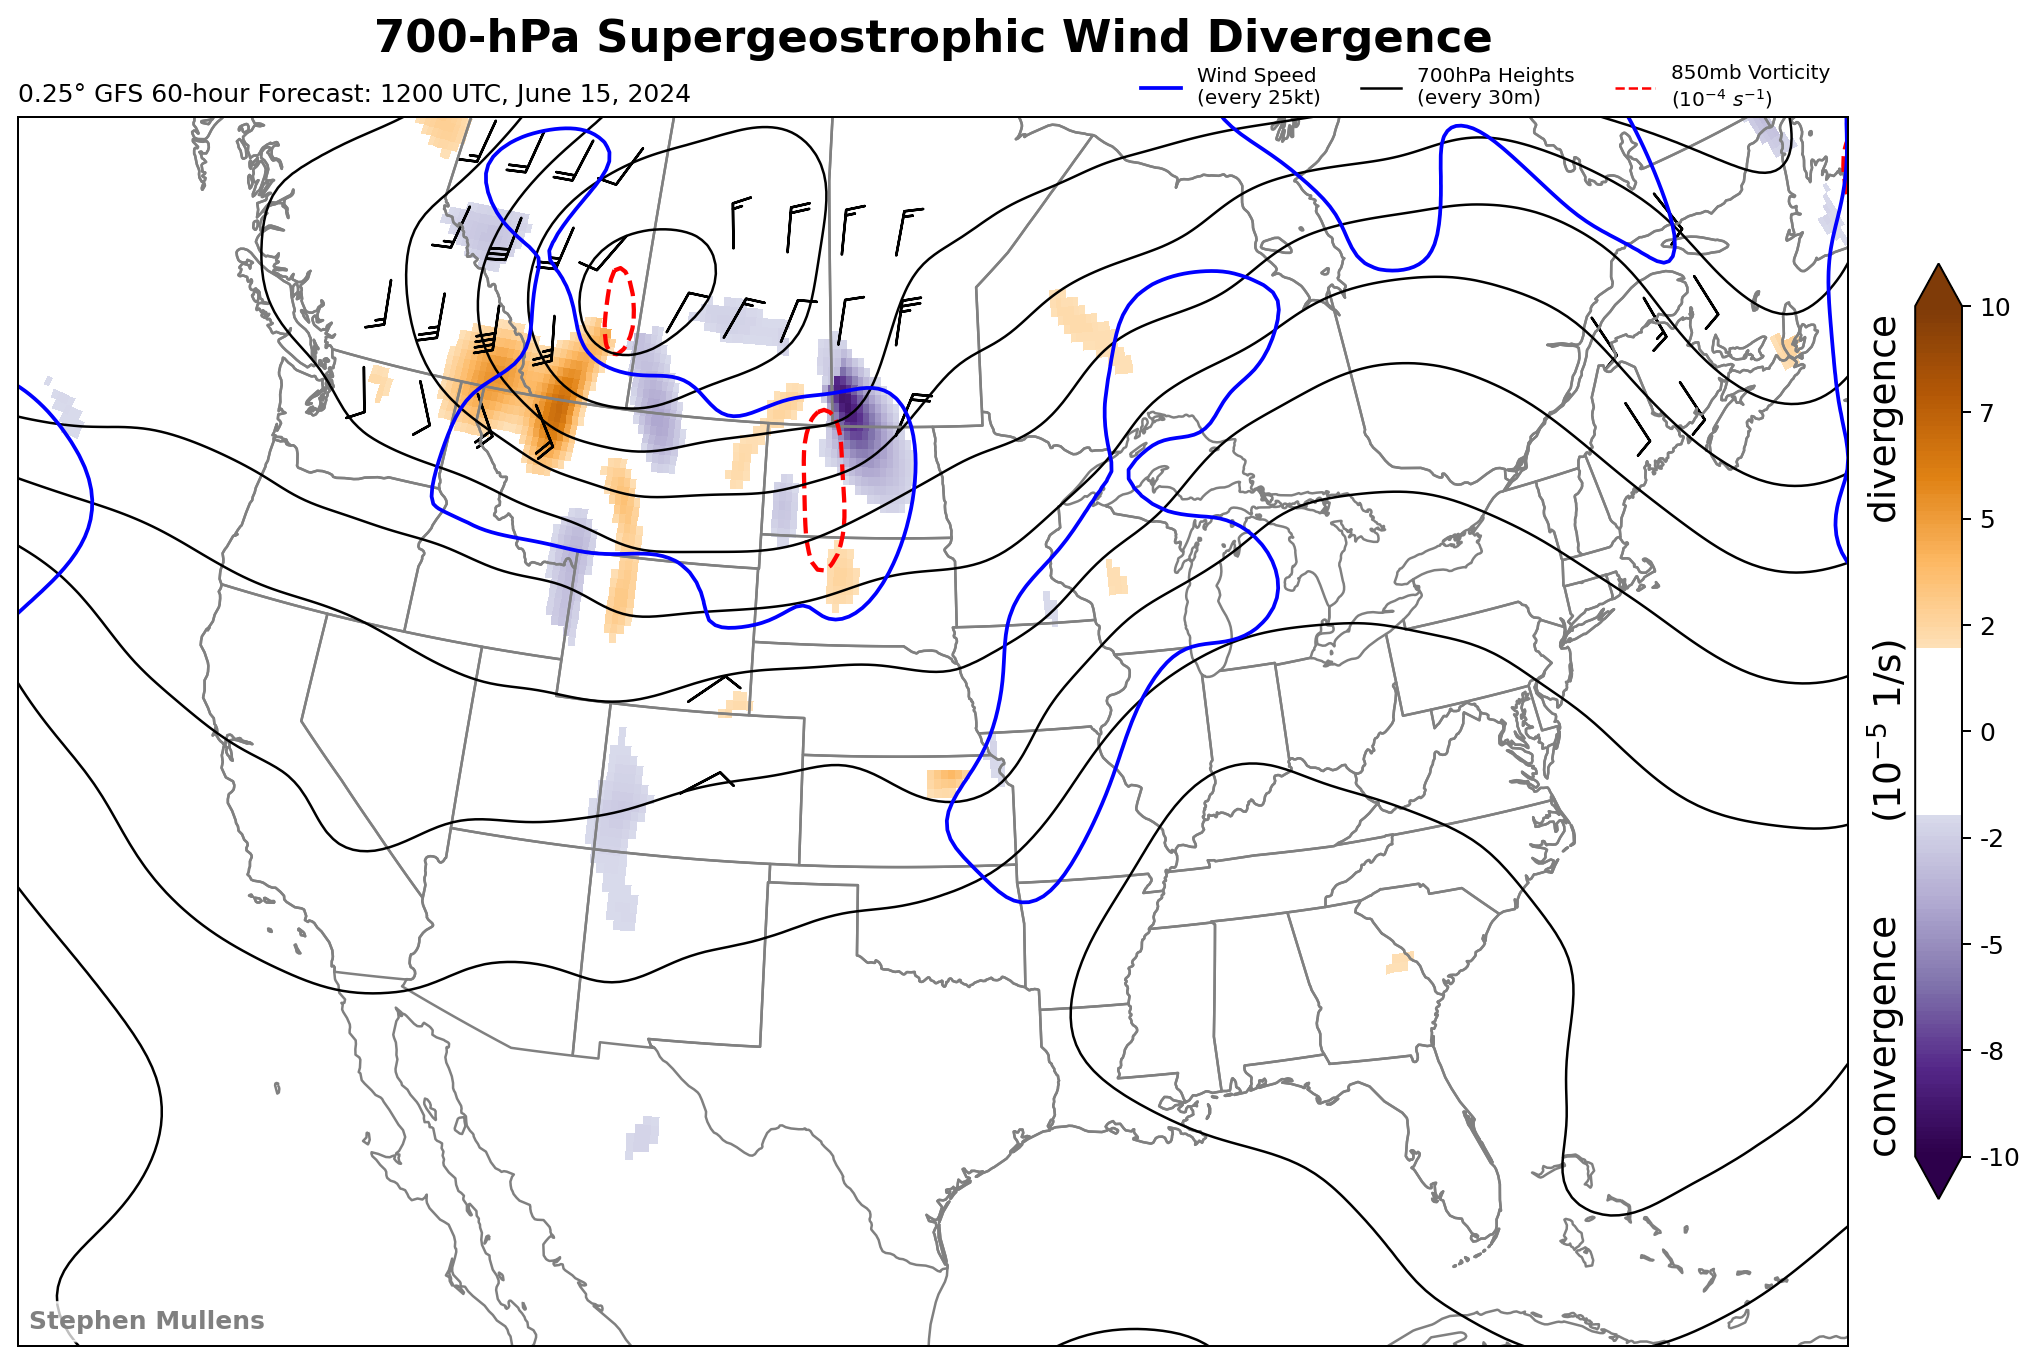 700-hPa Supergeostrophic Wind Divergence
0.25° GFS 60-hour Forecast: 1200 UTC, June 15, 2024
Wind Speed
(every 25kt)
700hPa Heights
(every 30m)
850mb Vorticity
(10⁻⁴ s⁻¹)
10
7
5
2
0
-2
-5
-8
-10
convergence (10⁻⁵ 1/s) divergence
Stephen Mullens